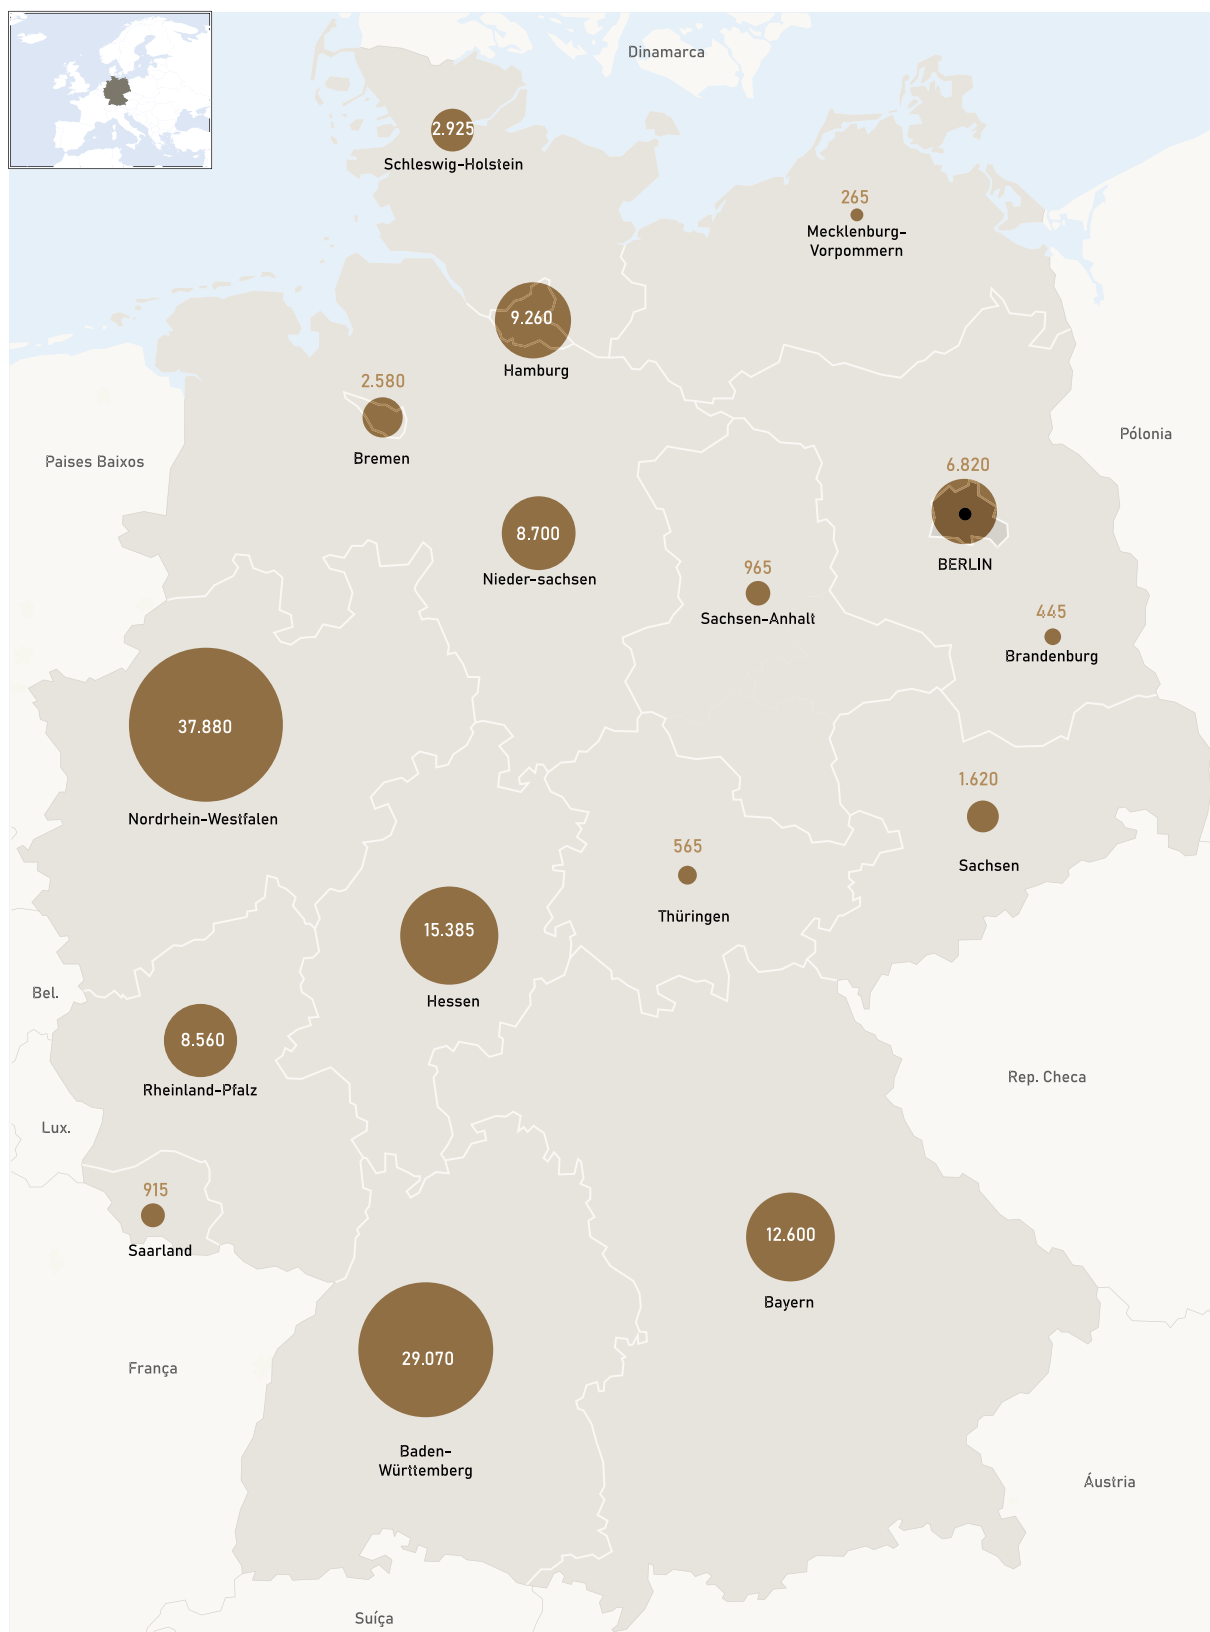 Dinamarca
2.925
Schleswig-Holstein
265
Mecklenburg-
Vorpommern
9.260
Hamburg
2.580
Bremen
Pólonia
Paises Baixos
6.820
BERLIN
8.700
Nieder-sachsen
965
Sachsen-Anhalt
445
Brandenburg
37.880
Nordrhein-Westfalen
1.620
Sachsen
565
Thüringen
15.385
Hessen
Bel.
8.560
Rheinland-Pfalz
Rep. Checa
Lux.
915
Saarland
12.600
Bayern
29.070
França
Baden-
Württemberg
Áustria
Suíça